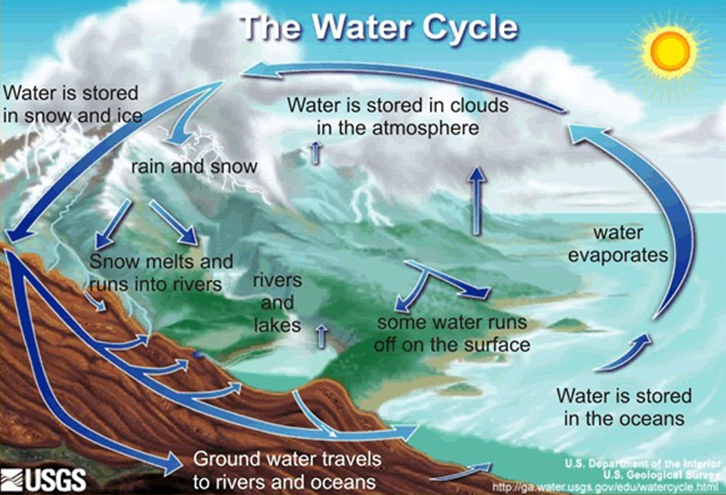 The Water Cycle
Water is stored
in snow and ice
Water is stored in clouds
in the atmosphere
rain and snow
water
evaporates
Snow melts and
runs into rivers
rivers
and
lakes
some water runs
off on the surface
Water is stored
in the oceans
Ground water travels
to rivers and oceans
USGS
U.S. Department of the Interior
U.S. Geological Survey
http://ga.water.usgs.gov/edu/watercycle.html